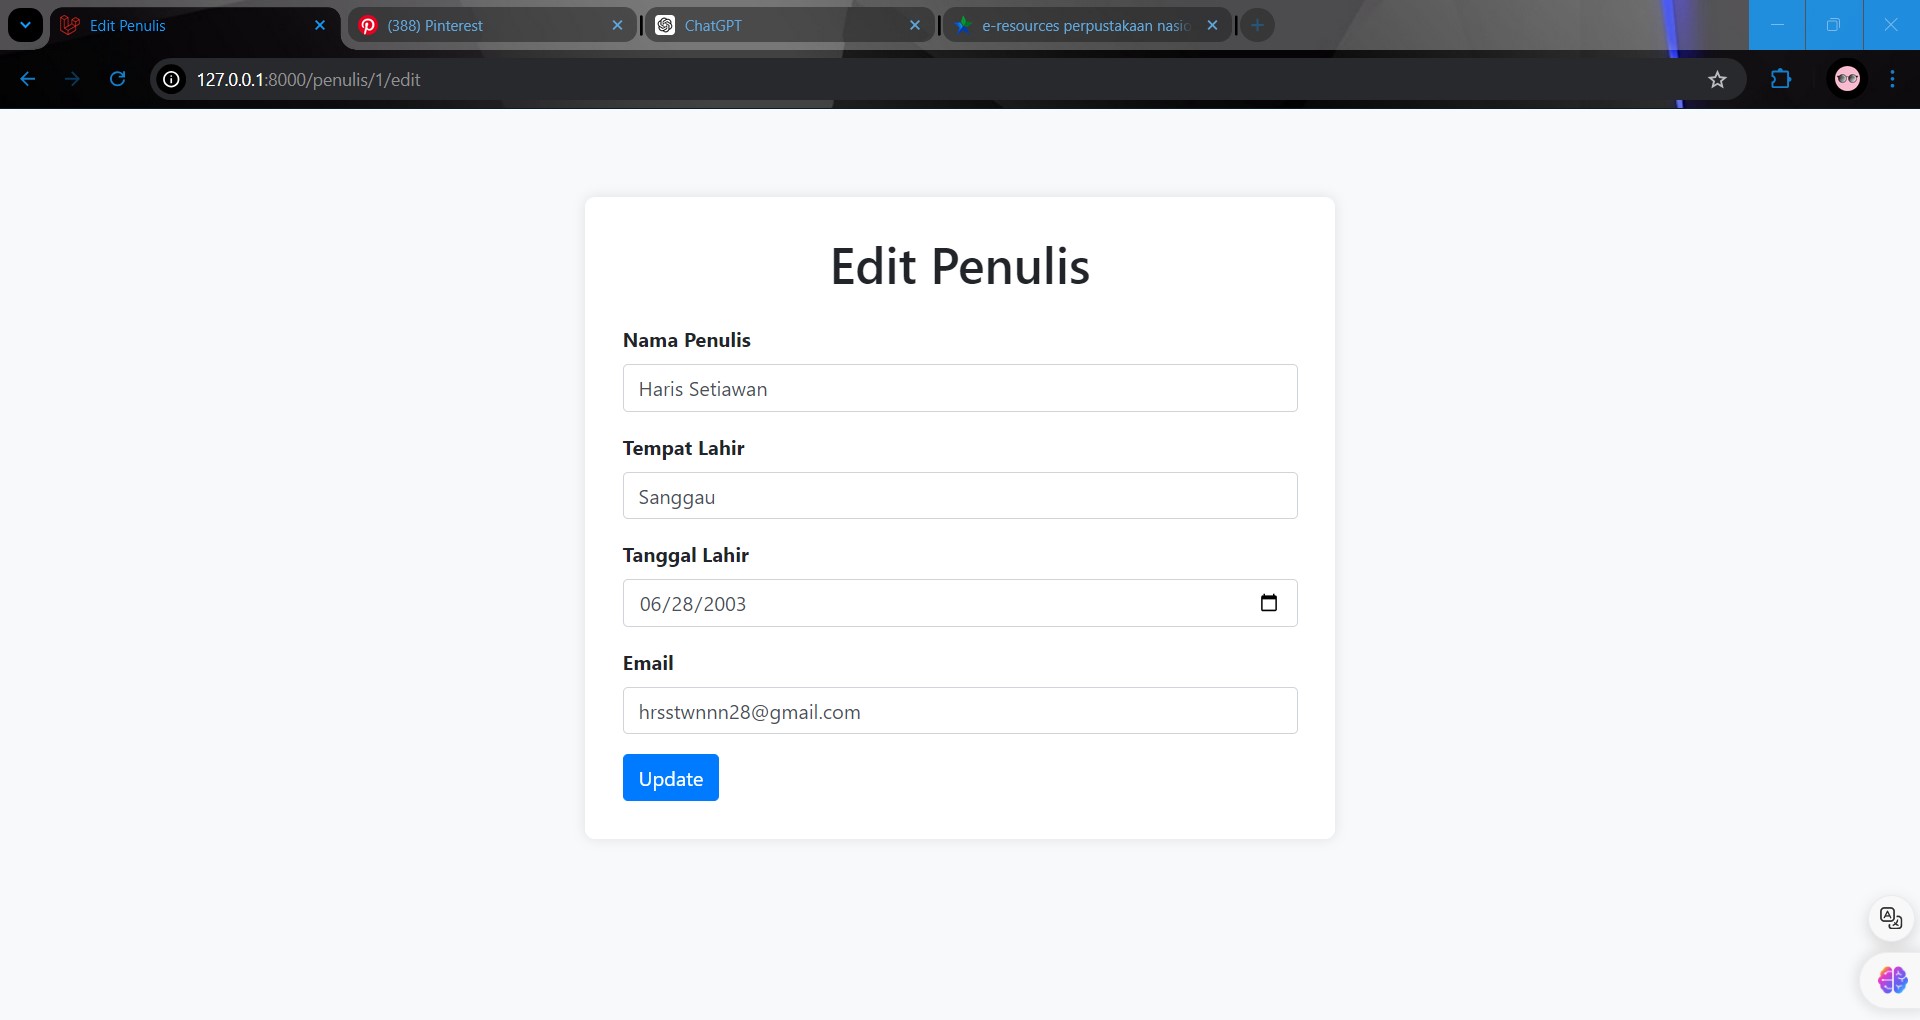 Edit Penulis
(388) Pinterest
ChatGPT
e-resources perpustakaan nasio
127.0.0.1:8000/penulis/1/edit
Edit Penulis
Nama Penulis
Haris Setiawan
Tempat Lahir
Sanggau
Tanggal Lahir
06/28/2003
Email
hrsstwnnn28@gmail.com
Update